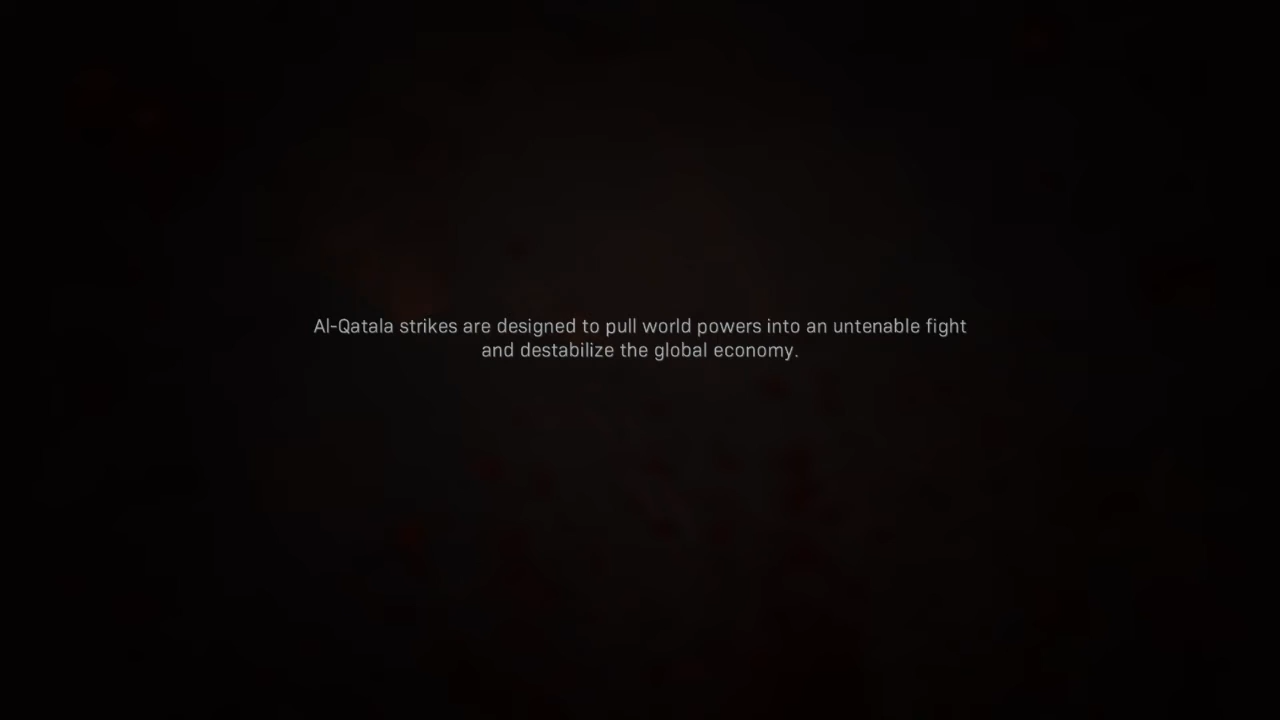 Al-Qatala strikes are designed to pull world powers into an untenable fight
and destabilize the global economy.